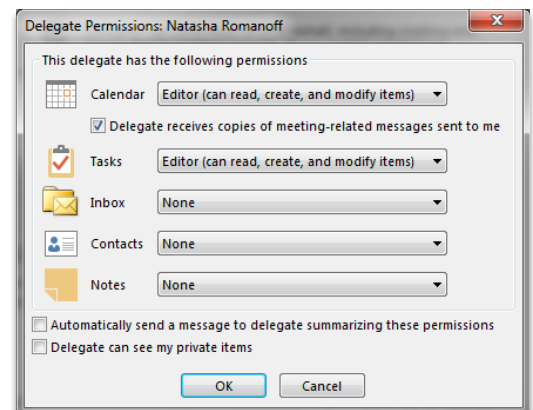 Delegate Permissions: Natasha Romanoff
This delegate has the following permissions
Calendar Editor (can read, create, and modify items)
Delegate receives copies of meeting-related messages sent to me
Tasks Editor (can read, create, and modify items)
Inbox None
Contacts None
Notes None
Automatically send a message to delegate summarizing these permissions
Delegate can see my private items
OK Cancel